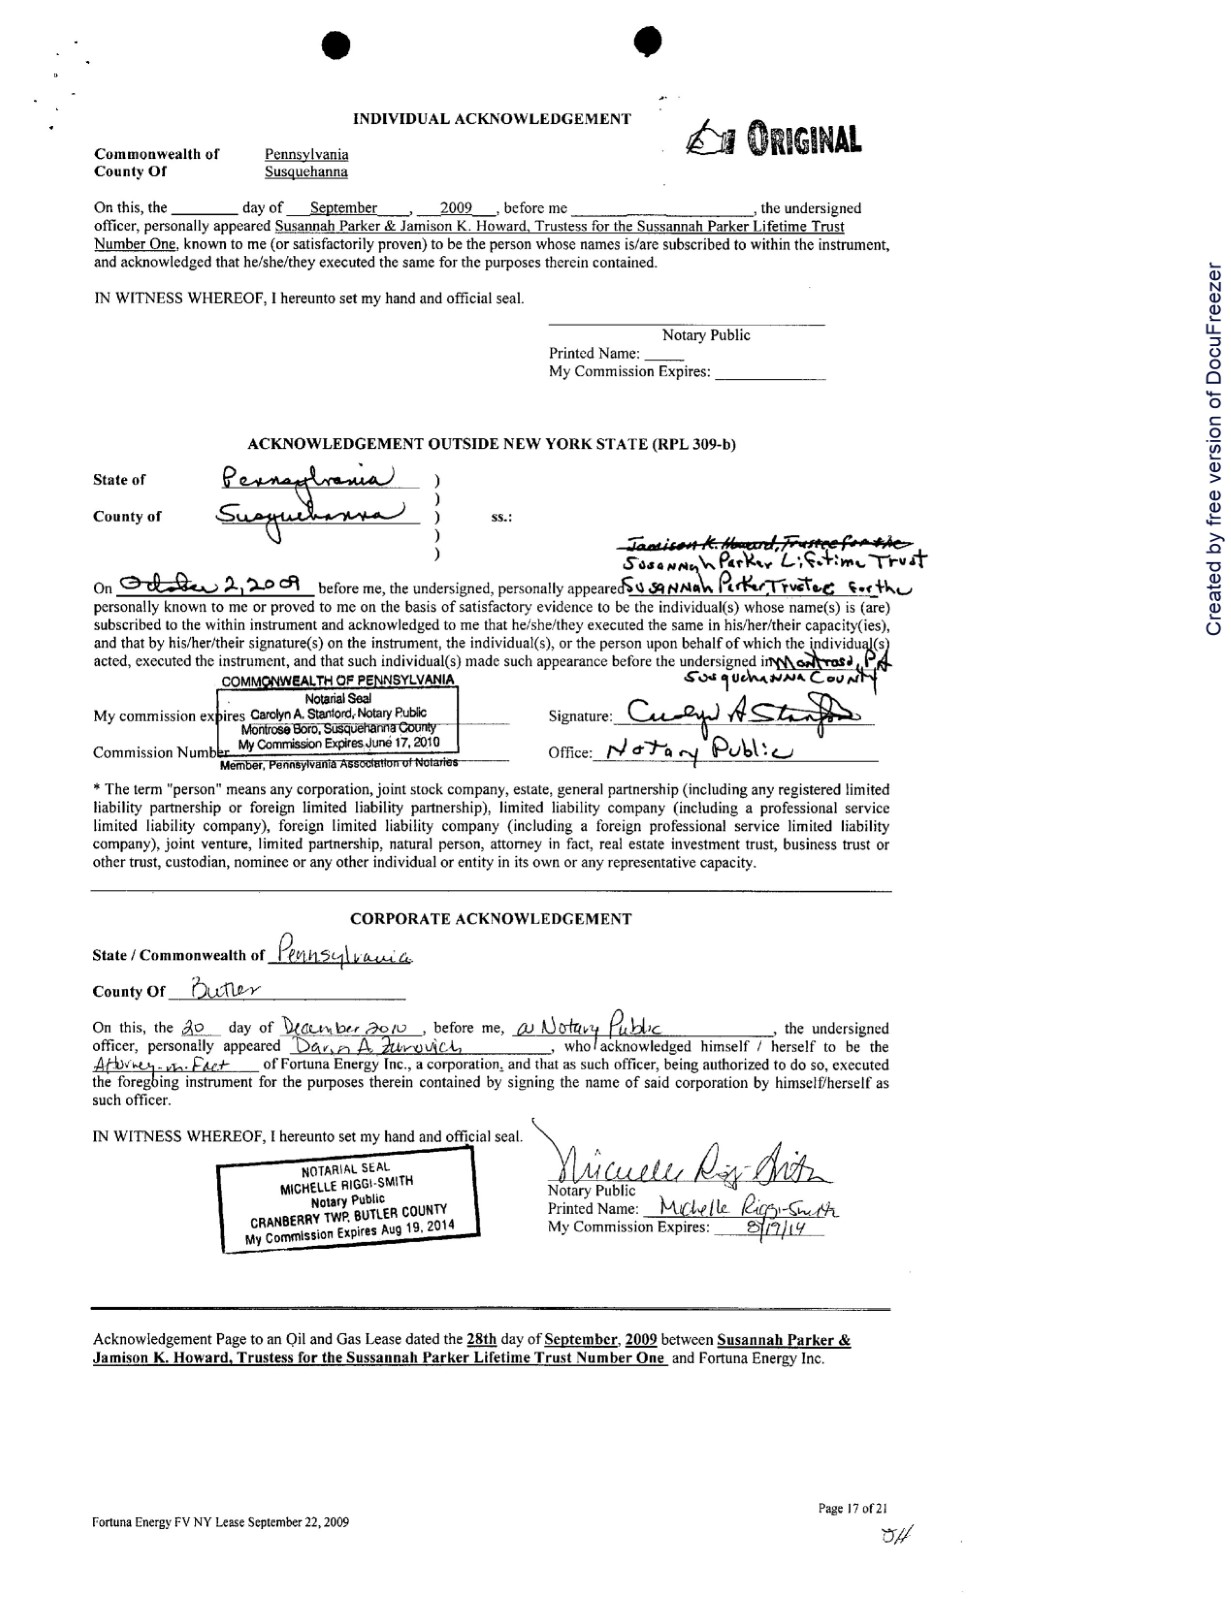 INDIVIDUAL ACKNOWLEDGEMENT
ORIGINAL
Commonwealth of Pennsylvania
County Of Susquehanna
On this, the ________ day of __September____, __2009__, before me ____________________, the undersigned
officer, personally appeared Susannah Parker & Jamison K. Howard, Trustess for the Sussannah Parker Lifetime Trust
Number One, known to me (or satisfactorily proven) to be the person whose names is/are subscribed to within the instrument,
and acknowledged that he/she/they executed the same for the purposes therein contained.
IN WITNESS WHEREOF, I hereunto set my hand and official seal.
Notary Public
Printed Name: _____
My Commission Expires: _____________
ACKNOWLEDGEMENT OUTSIDE NEW YORK STATE (RPL 309-b)
State of Pennsylvania )
)
County of Susquehanna ) ss.:
)
)
Jamison K. Howard, Trustee for the
Susannah Parker Lifetime Trust
On October 2, 2009 before me, the undersigned, personally appeared Susannah Parker, Trustee for the
personally known to me or proved to me on the basis of satisfactory evidence to be the individual(s) whose name(s) is (are)
subscribed to the within instrument and acknowledged to me that he/she/they executed the same in his/her/their capacity(ies),
and that by his/her/their signature(s) on the instrument, the individual(s), or the person upon behalf of which the individual(s)
acted, executed the instrument, and that such individual(s) made such appearance before the undersigned in Montrose, PA
Susquehanna County
COMMONWEALTH OF PENNSYLVANIA
Notarial Seal
My commission expires Carolyn A. Stanford, Notary Public
Signature: Carolyn A Stanford
Montrose Boro, Susquehanna County
My Commission Expires June 17, 2010
Commission Number
Office: Notary Public
Member, Pennsylvania Association of Notaries
* The term "person" means any corporation, joint stock company, estate, general partnership (including any registered limited
liability partnership or foreign limited liability partnership), limited liability company (including a professional service
limited liability company), foreign limited liability company (including a foreign professional service limited liability
company), joint venture, limited partnership, natural person, attorney in fact, real estate investment trust, business trust or
other trust, custodian, nominee or any other individual or entity in its own or any representative capacity.
CORPORATE ACKNOWLEDGEMENT
State / Commonwealth of Pennsylvania
County Of Butler
On this, the 20 day of December 2010, before me, a Notary Public, the undersigned
officer, personally appeared Darin A. Zurovich, who acknowledged himself / herself to be the
Attorney-in-Fact of Fortuna Energy Inc., a corporation, and that as such officer, being authorized to do so, executed
the foregoing instrument for the purposes therein contained by signing the name of said corporation by himself/herself as
such officer.
IN WITNESS WHEREOF, I hereunto set my hand and official seal.
NOTARIAL SEAL
MICHELLE RIGGI-SMITH
Notary Public
CRANBERRY TWP, BUTLER COUNTY
My Commission Expires Aug 19, 2014
Michelle Riggi-Smith
Notary Public
Printed Name: Michelle Riggi-Smith
My Commission Expires: 8/19/14
Acknowledgement Page to an Oil and Gas Lease dated the 28th day of September, 2009 between Susannah Parker &
Jamison K. Howard, Trustess for the Sussannah Parker Lifetime Trust Number One and Fortuna Energy Inc.
Page 17 of 21
Fortuna Energy FV NY Lease September 22, 2009
JH
Created by free version of DocuFreezer